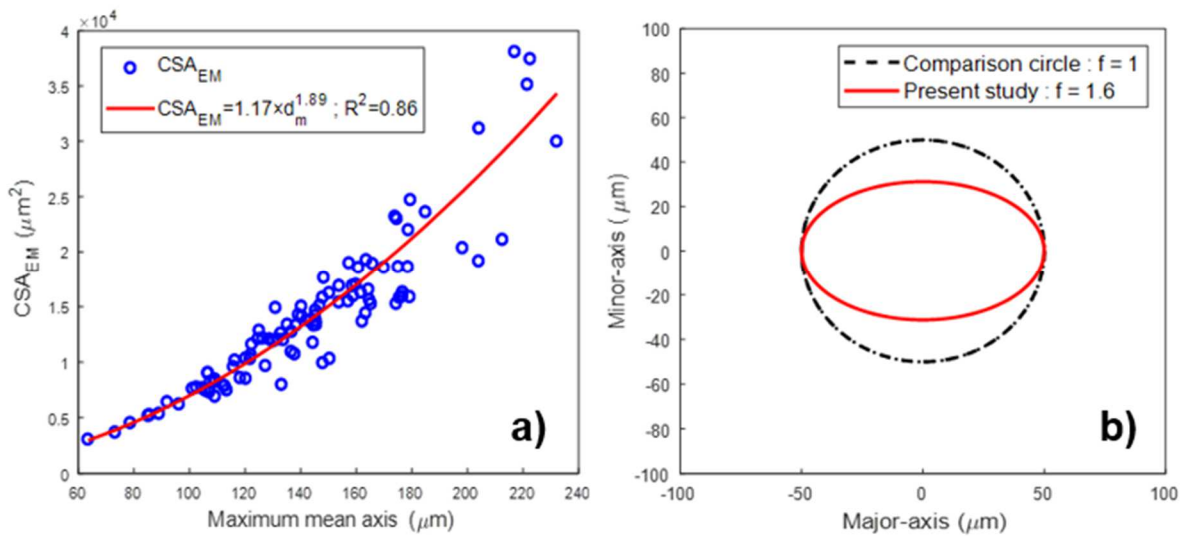 ×10⁴
4
3.5
3
2.5
2
1.5
1
0.5
0
CSA_EM (μm²)
CSA_EM
CSA_EM=1.17×d_m^1.89 ; R²=0.86
a)
60 80 100 120 140 160 180 200 220 240
Maximum mean axis (μm)
100
80
60
40
20
0
-20
-40
-60
-80
-100
Minor-axis ( μm)
Comparison circle : f = 1
Present study : f = 1.6
b)
-100 -50 0 50 100
Major-axis (μm)